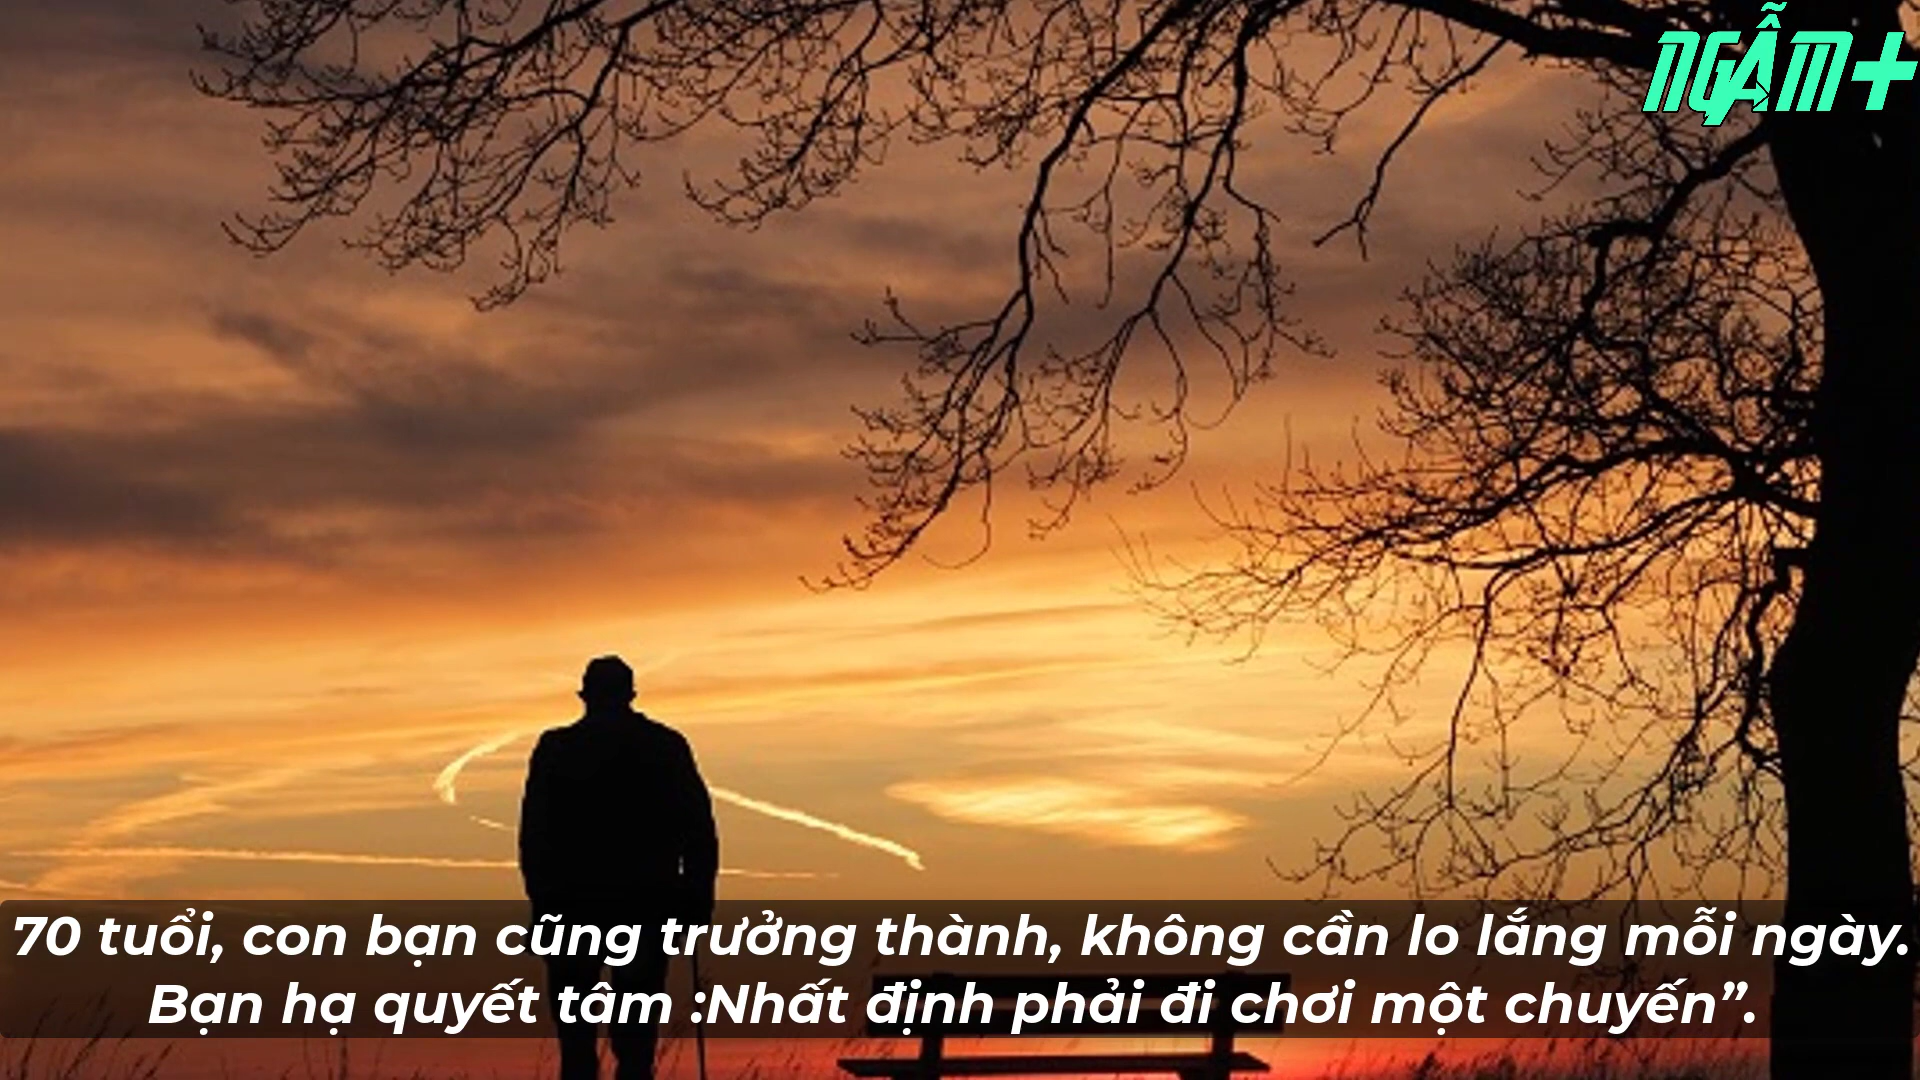 NGẪM+
70 tuổi, con bạn cũng trưởng thành, không cần lo lắng mỗi ngày.
Bạn hạ quyết tâm :Nhất định phải đi chơi một chuyến”.